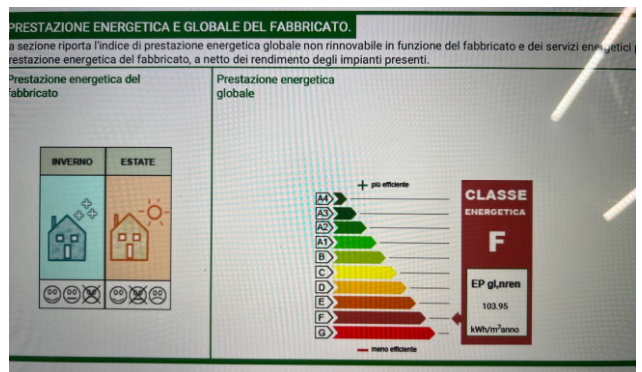 PRESTAZIONE ENERGETICA E GLOBALE DEL FABBRICATO.
a sezione riporta l'indice di prestazione energetica globale non rinnovabile in funzione del fabbricato e dei servizi energetici
restazione energetica del fabbricato, a netto dei rendimento degli impianti presenti.
Prestazione energetica del
fabbricato
Prestazione energetica
globale
INVERNO
ESTATE
più efficiente
A4
A3
A2
A1
B
C
D
E
F
G
meno efficiente
CLASSE
ENERGETICA
F
EP gl,nren
103.95
kWh/m²anno